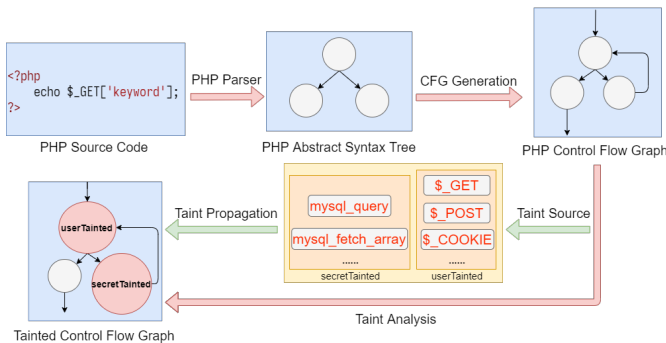 <?php
echo $_GET['keyword'];
?>
PHP Source Code
PHP Parser
PHP Abstract Syntax Tree
CFG Generation
PHP Control Flow Graph
Taint Source
$_GET
$_POST
$_COOKIE
......
userTainted
mysql_query
mysql_fetch_array
......
secretTainted
Taint Propagation
userTainted
secretTainted
Tainted Control Flow Graph
Taint Analysis